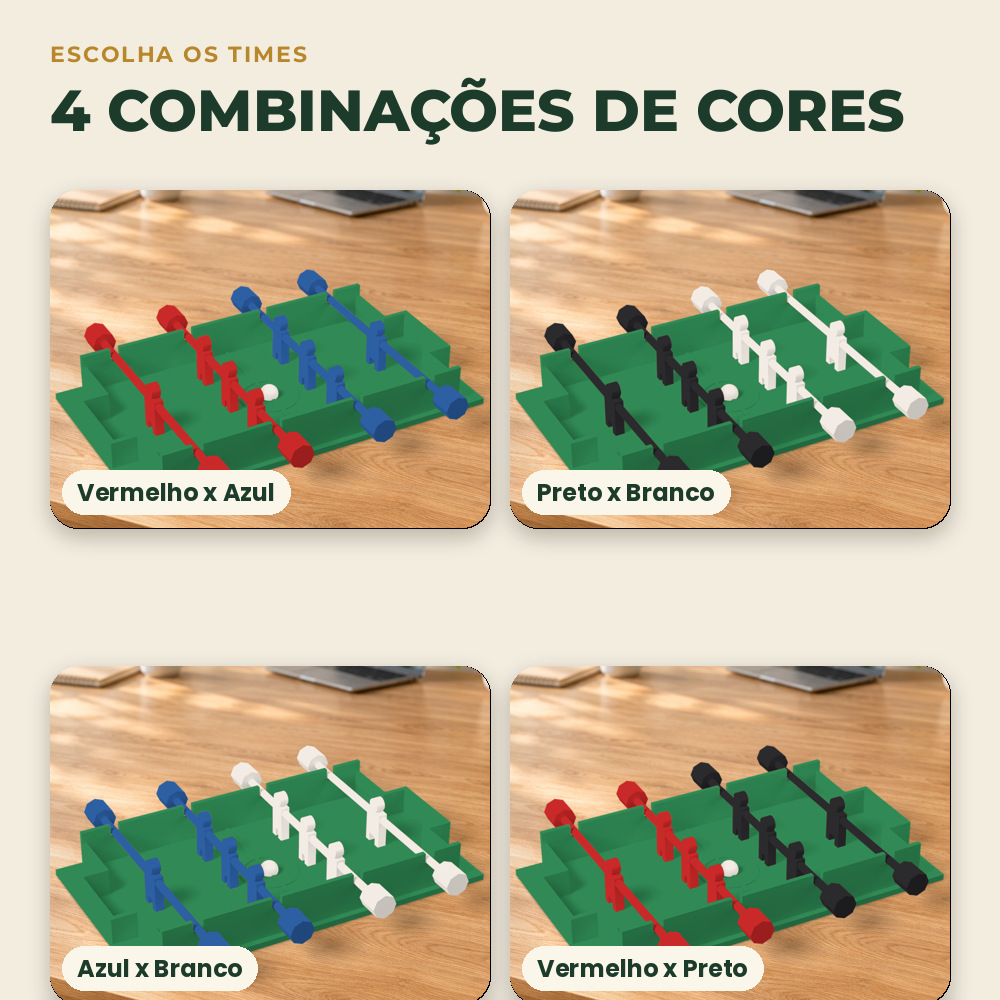 ESCOLHA OS TIMES
4 COMBINAÇÕES DE CORES
Vermelho x Azul
Preto x Branco
Azul x Branco
Vermelho x Preto